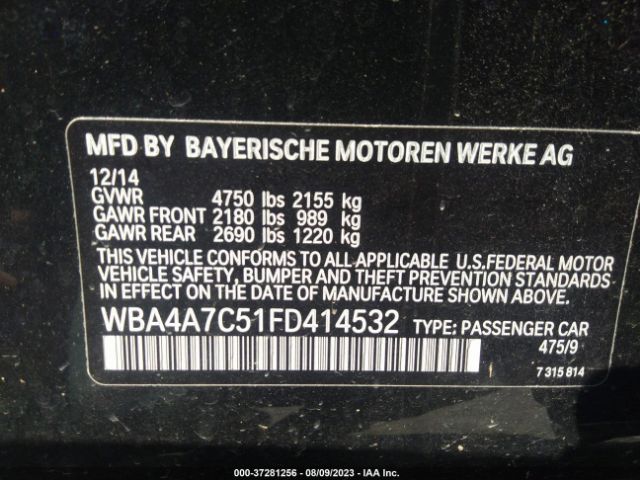 MFD BY BAYERISCHE MOTOREN WERKE AG
12/14
GVWR 4750 lbs 2155 kg
GAWR FRONT 2180 lbs 989 kg
GAWR REAR 2690 lbs 1220 kg
THIS VEHICLE CONFORMS TO ALL APPLICABLE U.S.FEDERAL MOTOR
VEHICLE SAFETY, BUMPER AND THEFT PREVENTION STANDARDS
IN EFFECT ON THE DATE OF MANUFACTURE SHOWN ABOVE.
WBA4A7C51FD414532 TYPE: PASSENGER CAR
475/9
7 315 814
000-37281256 - 08/09/2023 - IAA Inc.